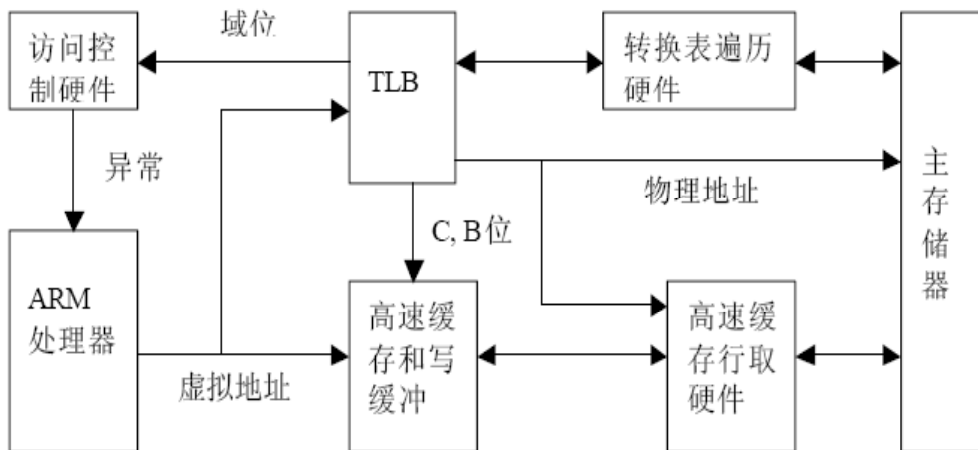 访问控
制硬件
域位
TLB
转换表遍历
硬件
异常
物理地址
C, B位
主
存
储
器
ARM
处理器
虚拟地址
高速缓
存和写
缓冲
高速缓
存行取
硬件